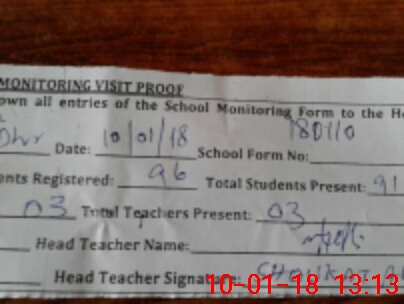 MONITORING VISIT PROOF
own all entries of the School Monitoring Form to the He
Date: 10/01/18 School Form No: 180110
ents Registered: 96 Total Students Present: 91
03 Total Teachers Present: 03
Head Teacher Name:
Head Teacher Signature:
10-01-18 13:13